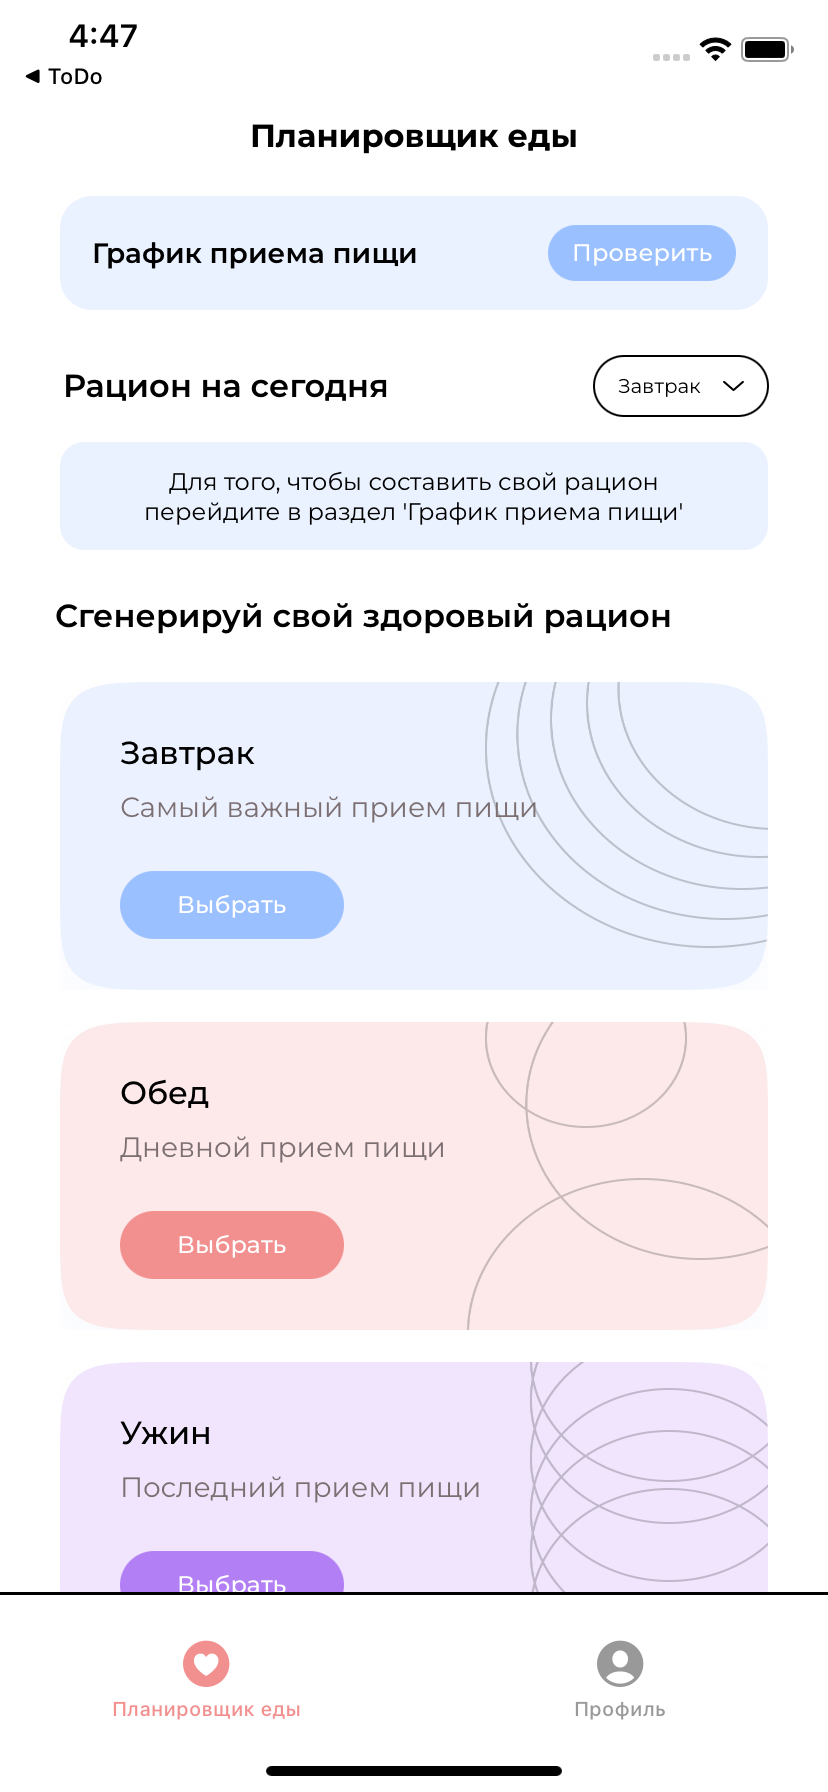 4:47
ToDo
Планировщик еды
График приема пищи
Проверить
Рацион на сегодня
Завтрак
Для того, чтобы составить свой рацион
перейдите в раздел 'График приема пищи'
Сгенерируй свой здоровый рацион
Завтрак
Самый важный прием пищи
Выбрать
Обед
Дневной прием пищи
Выбрать
Ужин
Последний прием пищи
Выбрать
Планировщик еды
Профиль